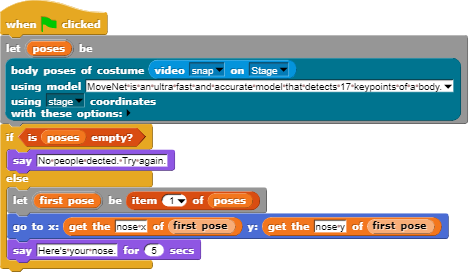 when clicked
let poses be
body poses of costume video snap on Stage
using model MoveNet is an ultra fast and accurate model that detects 17 keypoints of a body.
using stage coordinates
with these options:
if is poses empty?
say No people dected. Try again.
else
let first pose be item 1 of poses
go to x: get the nose x of first pose y: get the nose y of first pose
say Here's your nose. for 5 secs